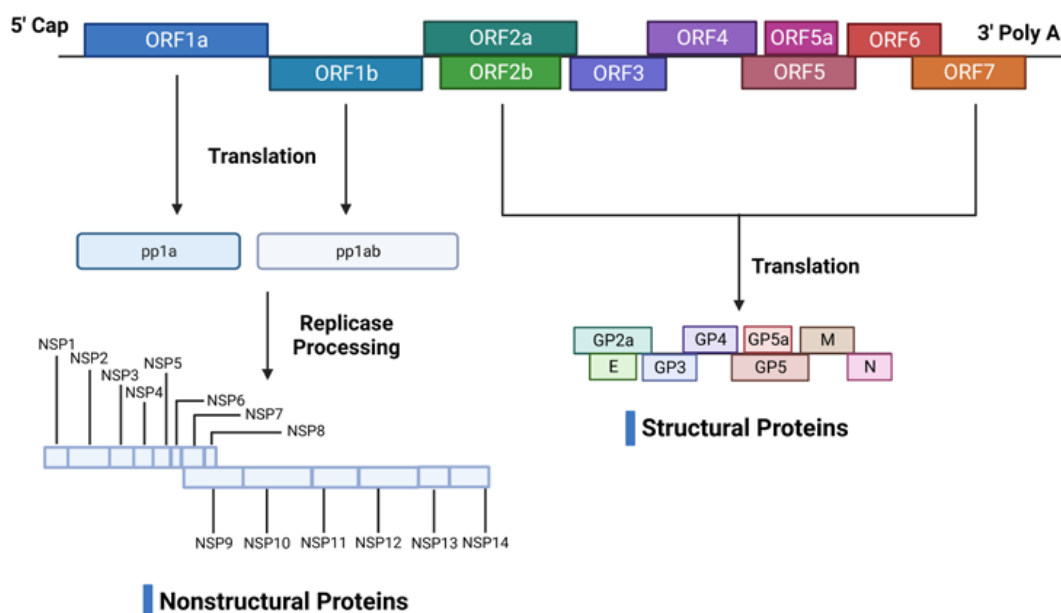 5' Cap
ORF1a
ORF2a
ORF4
ORF5a
ORF6
3' Poly A
ORF1b
ORF2b
ORF3
ORF5
ORF7
Translation
pp1a
pp1ab
Translation
Replicase
Processing
GP2a
GP4
GP5a
M
E
GP3
GP5
N
Structural Proteins
NSP1
NSP2
NSP3
NSP4
NSP5
NSP6
NSP7
NSP8
NSP9
NSP10
NSP11
NSP12
NSP13
NSP14
Nonstructural Proteins